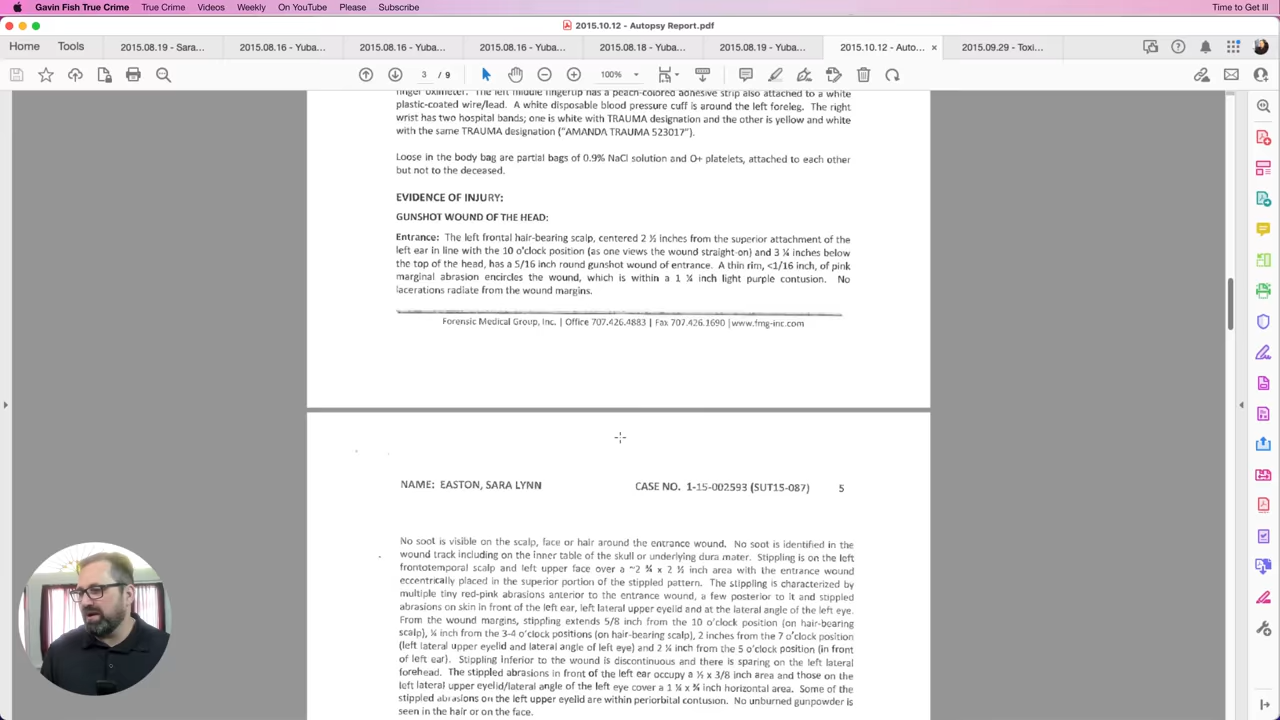 Gavin Fish True Crime True Crime Videos Weekly On YouTube Please Subscribe Time to Get Ill
2015.10.12 - Autopsy Report.pdf
Home Tools 2015.08.19 - Sara... 2015.08.16 - Yuba... 2015.08.16 - Yuba... 2015.08.16 - Yuba... 2015.08.18 - Yuba... 2015.08.19 - Yuba... 2015.10.12 - Auto... × 2015.09.29 - Toxi...
3 / 9 100%
finger oximeter. The left middle fingertip has a peach-colored adhesive strip also attached to a white
plastic-coated wire/lead. A white disposable blood pressure cuff is around the left foreleg. The right
wrist has two hospital bands; one is white with TRAUMA designation and the other is yellow and white
with the same TRAUMA designation ("AMANDA TRAUMA 523017").
Loose in the body bag are partial bags of 0.9% NaCl solution and O+ platelets, attached to each other
but not to the deceased.
EVIDENCE OF INJURY:
GUNSHOT WOUND OF THE HEAD:
Entrance: The left frontal hair-bearing scalp, centered 2 ½ inches from the superior attachment of the
left ear in line with the 10 o'clock position (as one views the wound straight-on) and 3 ¼ inches below
the top of the head, has a 5/16 inch round gunshot wound of entrance. A thin rim, <1/16 inch, of pink
marginal abrasion encircles the wound, which is within a 1 ¼ inch light purple contusion. No
lacerations radiate from the wound margins.
Forensic Medical Group, Inc. | Office 707.426.4883 | Fax 707.426.1690 | www.fmg-inc.com
NAME: EASTON, SARA LYNN CASE NO. 1-15-002593 (SUT15-087) 5
No soot is visible on the scalp, face or hair around the entrance wound. No soot is identified in the
wound track including on the inner table of the skull or underlying dura mater. Stippling is on the left
frontotemporal scalp and left upper face over a ~2 ¾ x 2 ½ inch area with the entrance wound
eccentrically placed in the superior portion of the stippled pattern. The stippling is characterized by
multiple tiny red-pink abrasions anterior to the entrance wound, a few posterior to it and stippled
abrasions on skin in front of the left ear, left lateral upper eyelid and at the lateral angle of the left eye.
From the wound margins, stippling extends 5/8 inch from the 10 o'clock position (on hair-bearing
scalp), ¼ inch from the 3-4 o'clock positions (on hair-bearing scalp), 2 inches from the 7 o'clock position
(left lateral upper eyelid and lateral angle of left eye) and 2 ¼ inch from the 5 o'clock position (in front
of left ear). Stippling inferior to the wound is discontinuous and there is sparing on the left lateral
forehead. The stippled abrasions in front of the left ear occupy a ½ x 3/8 inch area and those on the
left lateral upper eyelid/lateral angle of the left eye cover a 1 ¼ x ¾ inch horizontal area. Some of the
stippled abrasions on the left upper eyelid are within periorbital contusion. No unburned gunpowder is
seen in the hair or on the face.